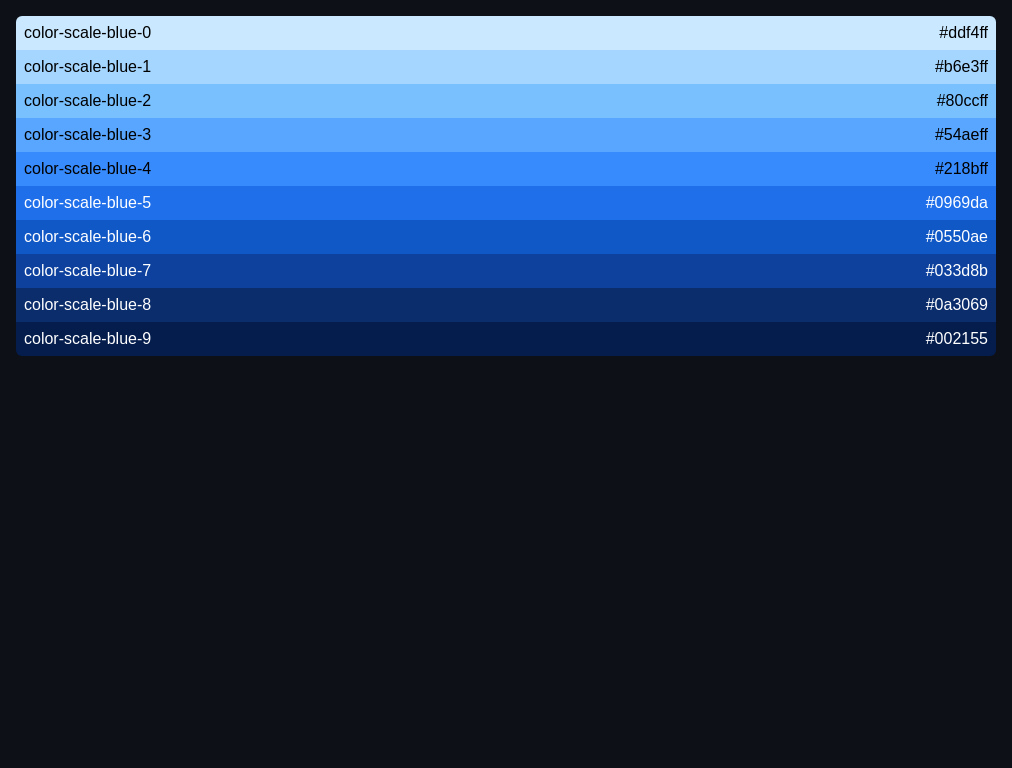 color-scale-blue-0 #ddf4ff
color-scale-blue-1 #b6e3ff
color-scale-blue-2 #80ccff
color-scale-blue-3 #54aeff
color-scale-blue-4 #218bff
color-scale-blue-5 #0969da
color-scale-blue-6 #0550ae
color-scale-blue-7 #033d8b
color-scale-blue-8 #0a3069
color-scale-blue-9 #002155